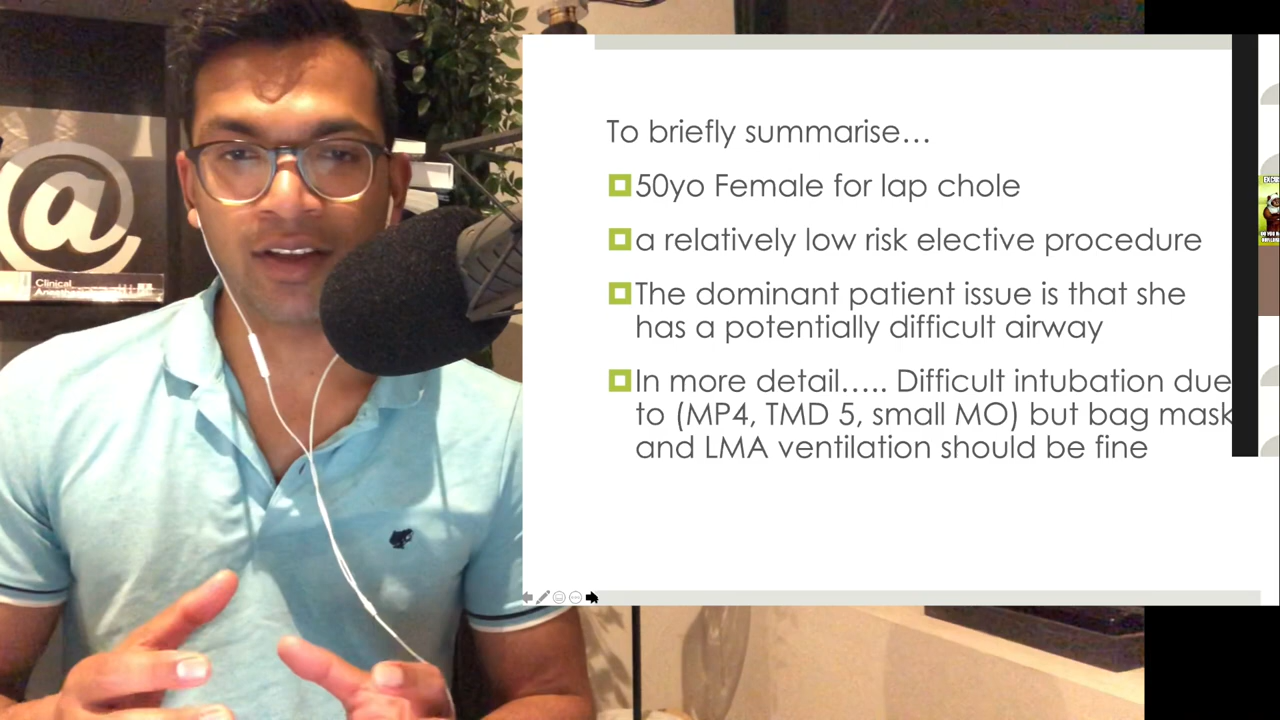 @
Clinical
To briefly summarise…
50yo Female for lap chole
a relatively low risk elective procedure
The dominant patient issue is that she
has a potentially difficult airway
In more detail….. Difficult intubation due
to (MP4, TMD 5, small MO) but bag mask
and LMA ventilation should be fine